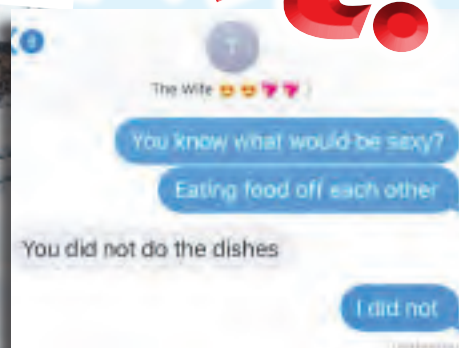 8
T
The Wife 😍 😍 💘 💘
You know what would be sexy?
Eating food off each other
You did not do the dishes
I did not